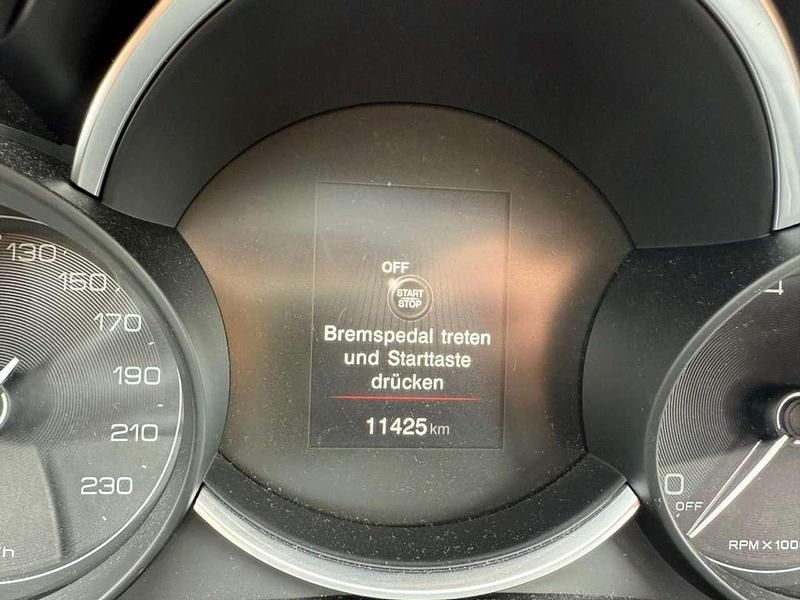 OFF
START
STOP
Bremspedal treten
und Starttaste
drücken
11425 km
130
150
170
190
210
230
/h
4
0
OFF
RPM x 100